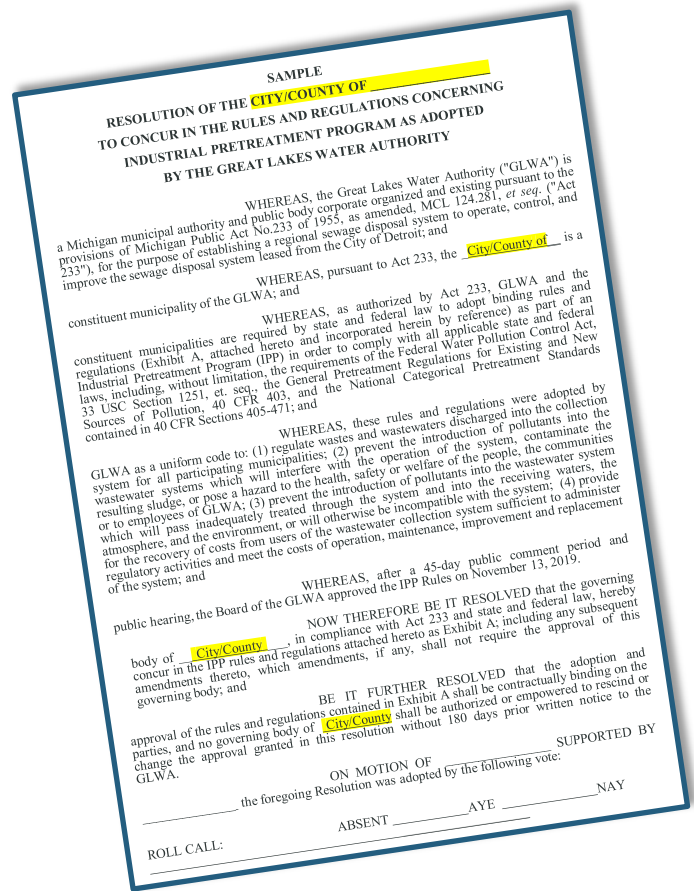 SAMPLE
RESOLUTION OF THE CITY/COUNTY OF ____________________
TO CONCUR IN THE RULES AND REGULATIONS CONCERNING
INDUSTRIAL PRETREATMENT PROGRAM AS ADOPTED
BY THE GREAT LAKES WATER AUTHORITY
WHEREAS, the Great Lakes Water Authority ("GLWA") is
a Michigan municipal authority and public body corporate organized and existing pursuant to the
provisions of Michigan Public Act No.233 of 1955, as amended, MCL 124.281, et seq. ("Act
233"), for the purpose of establishing a regional sewage disposal system to operate, control, and
improve the sewage disposal system leased from the City of Detroit; and
WHEREAS, pursuant to Act 233, the _City/County of__ is a
constituent municipality of the GLWA; and
WHEREAS, as authorized by Act 233, GLWA and the
constituent municipalities are required by state and federal law to adopt binding rules and
regulations (Exhibit A, attached hereto and incorporated herein by reference) as part of an
Industrial Pretreatment Program (IPP) in order to comply with all applicable state and federal
laws, including, without limitation, the requirements of the Federal Water Pollution Control Act,
33 USC Section 1251, et. seq., the General Pretreatment Regulations for Existing and New
Sources of Pollution, 40 CFR 403, and the National Categorical Pretreatment Standards
contained in 40 CFR Sections 405-471; and
WHEREAS, these rules and regulations were adopted by
GLWA as a uniform code to: (1) regulate wastes and wastewaters discharged into the collection
system for all participating municipalities; (2) prevent the introduction of pollutants into the
wastewater systems which will interfere with the operation of the system, contaminate the
resulting sludge, or pose a hazard to the health, safety or welfare of the people, the communities
or to employees of GLWA; (3) prevent the introduction of pollutants into the wastewater system
which will pass inadequately treated through the system and into the receiving waters, the
atmosphere, and the environment, or will otherwise be incompatible with the system; (4) provide
for the recovery of costs from users of the wastewater collection system sufficient to administer
regulatory activities and meet the costs of operation, maintenance, improvement and replacement
of the system; and
WHEREAS, after a 45-day public comment period and
public hearing, the Board of the GLWA approved the IPP Rules on November 13, 2019.
NOW THEREFORE BE IT RESOLVED that the governing
body of __City/County____, in compliance with Act 233 and state and federal law, hereby
concur in the IPP rules and regulations attached hereto as Exhibit A; including any subsequent
amendments thereto, which amendments, if any, shall not require the approval of this
governing body; and
BE IT FURTHER RESOLVED that the adoption and
approval of the rules and regulations contained in Exhibit A shall be contractually binding on the
parties, and no governing body of _City/County shall be authorized or empowered to rescind or
change the approval granted in this resolution without 180 days prior written notice to the
GLWA.
ON MOTION OF ________________ SUPPORTED BY
______________ the foregoing Resolution was adopted by the following vote:
ABSENT ___________AYE ______________NAY
ROLL CALL: